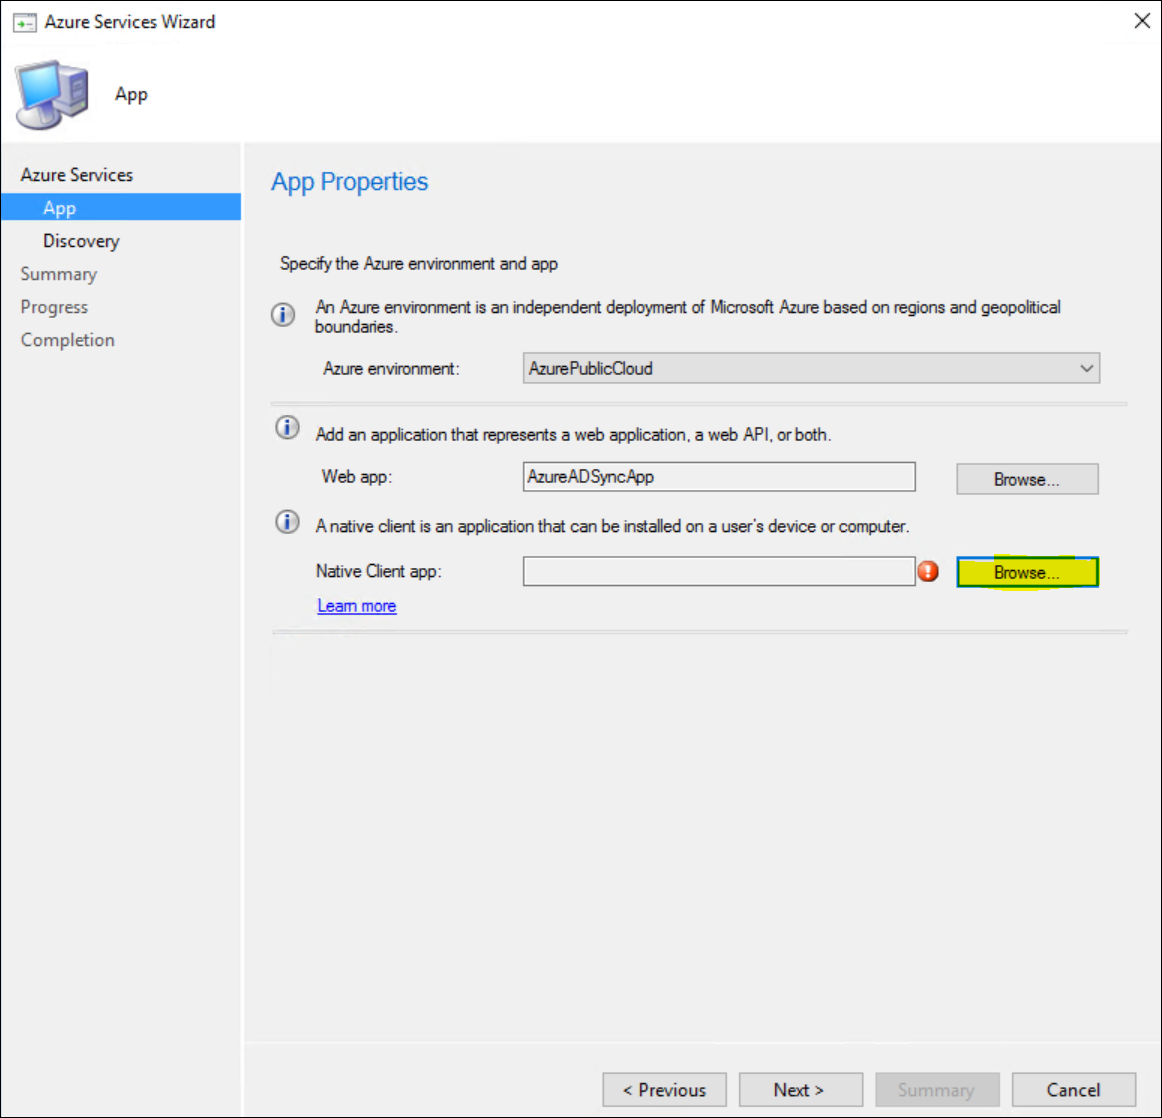 Azure Services Wizard
App
Azure Services
App
Discovery
Summary
Progress
Completion
App Properties
Specify the Azure environment and app
An Azure environment is an independent deployment of Microsoft Azure based on regions and geopolitical
boundaries.
Azure environment: AzurePublicCloud
Add an application that represents a web application, a web API, or both.
Web app: AzureADSyncApp Browse...
A native client is an application that can be installed on a user's device or computer.
Native Client app: Browse...
Learn more
< Previous Next > Summary Cancel